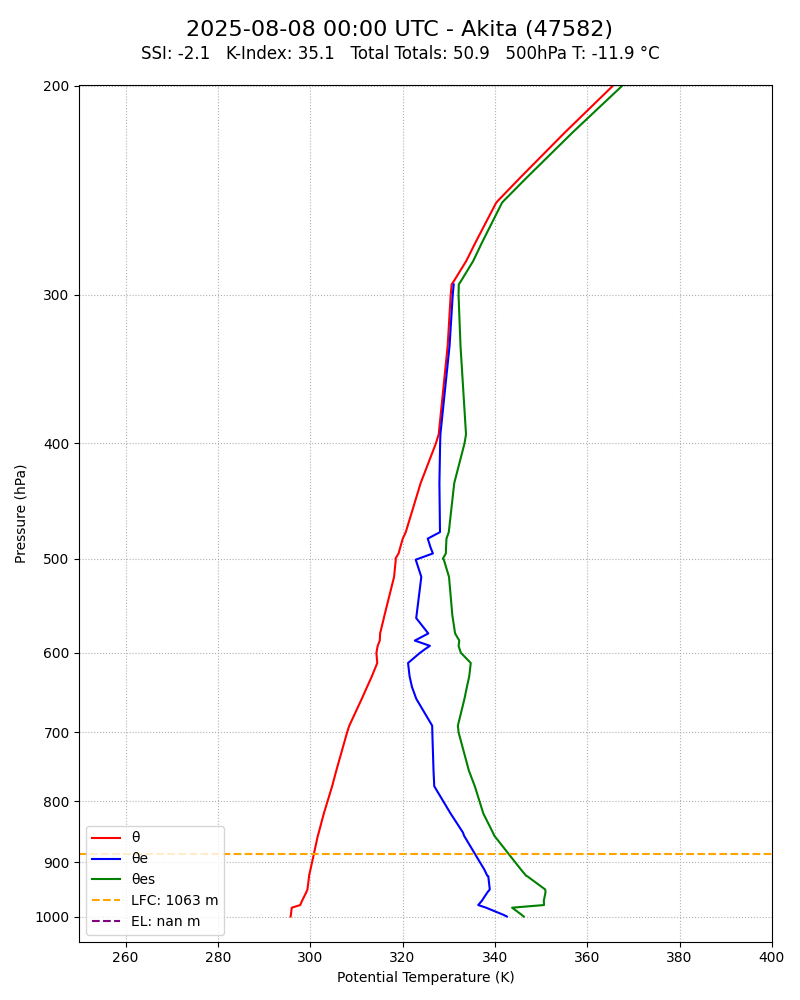 2025-08-08 00:00 UTC - Akita (47582)
SSI: -2.1   K-Index: 35.1   Total Totals: 50.9   500hPa T: -11.9 °C
200
300
400
500
600
700
800
900
1000
Pressure (hPa)
θ
θe
θes
LFC: 1063 m
EL: nan m
260
280
300
320
340
360
380
400
Potential Temperature (K)